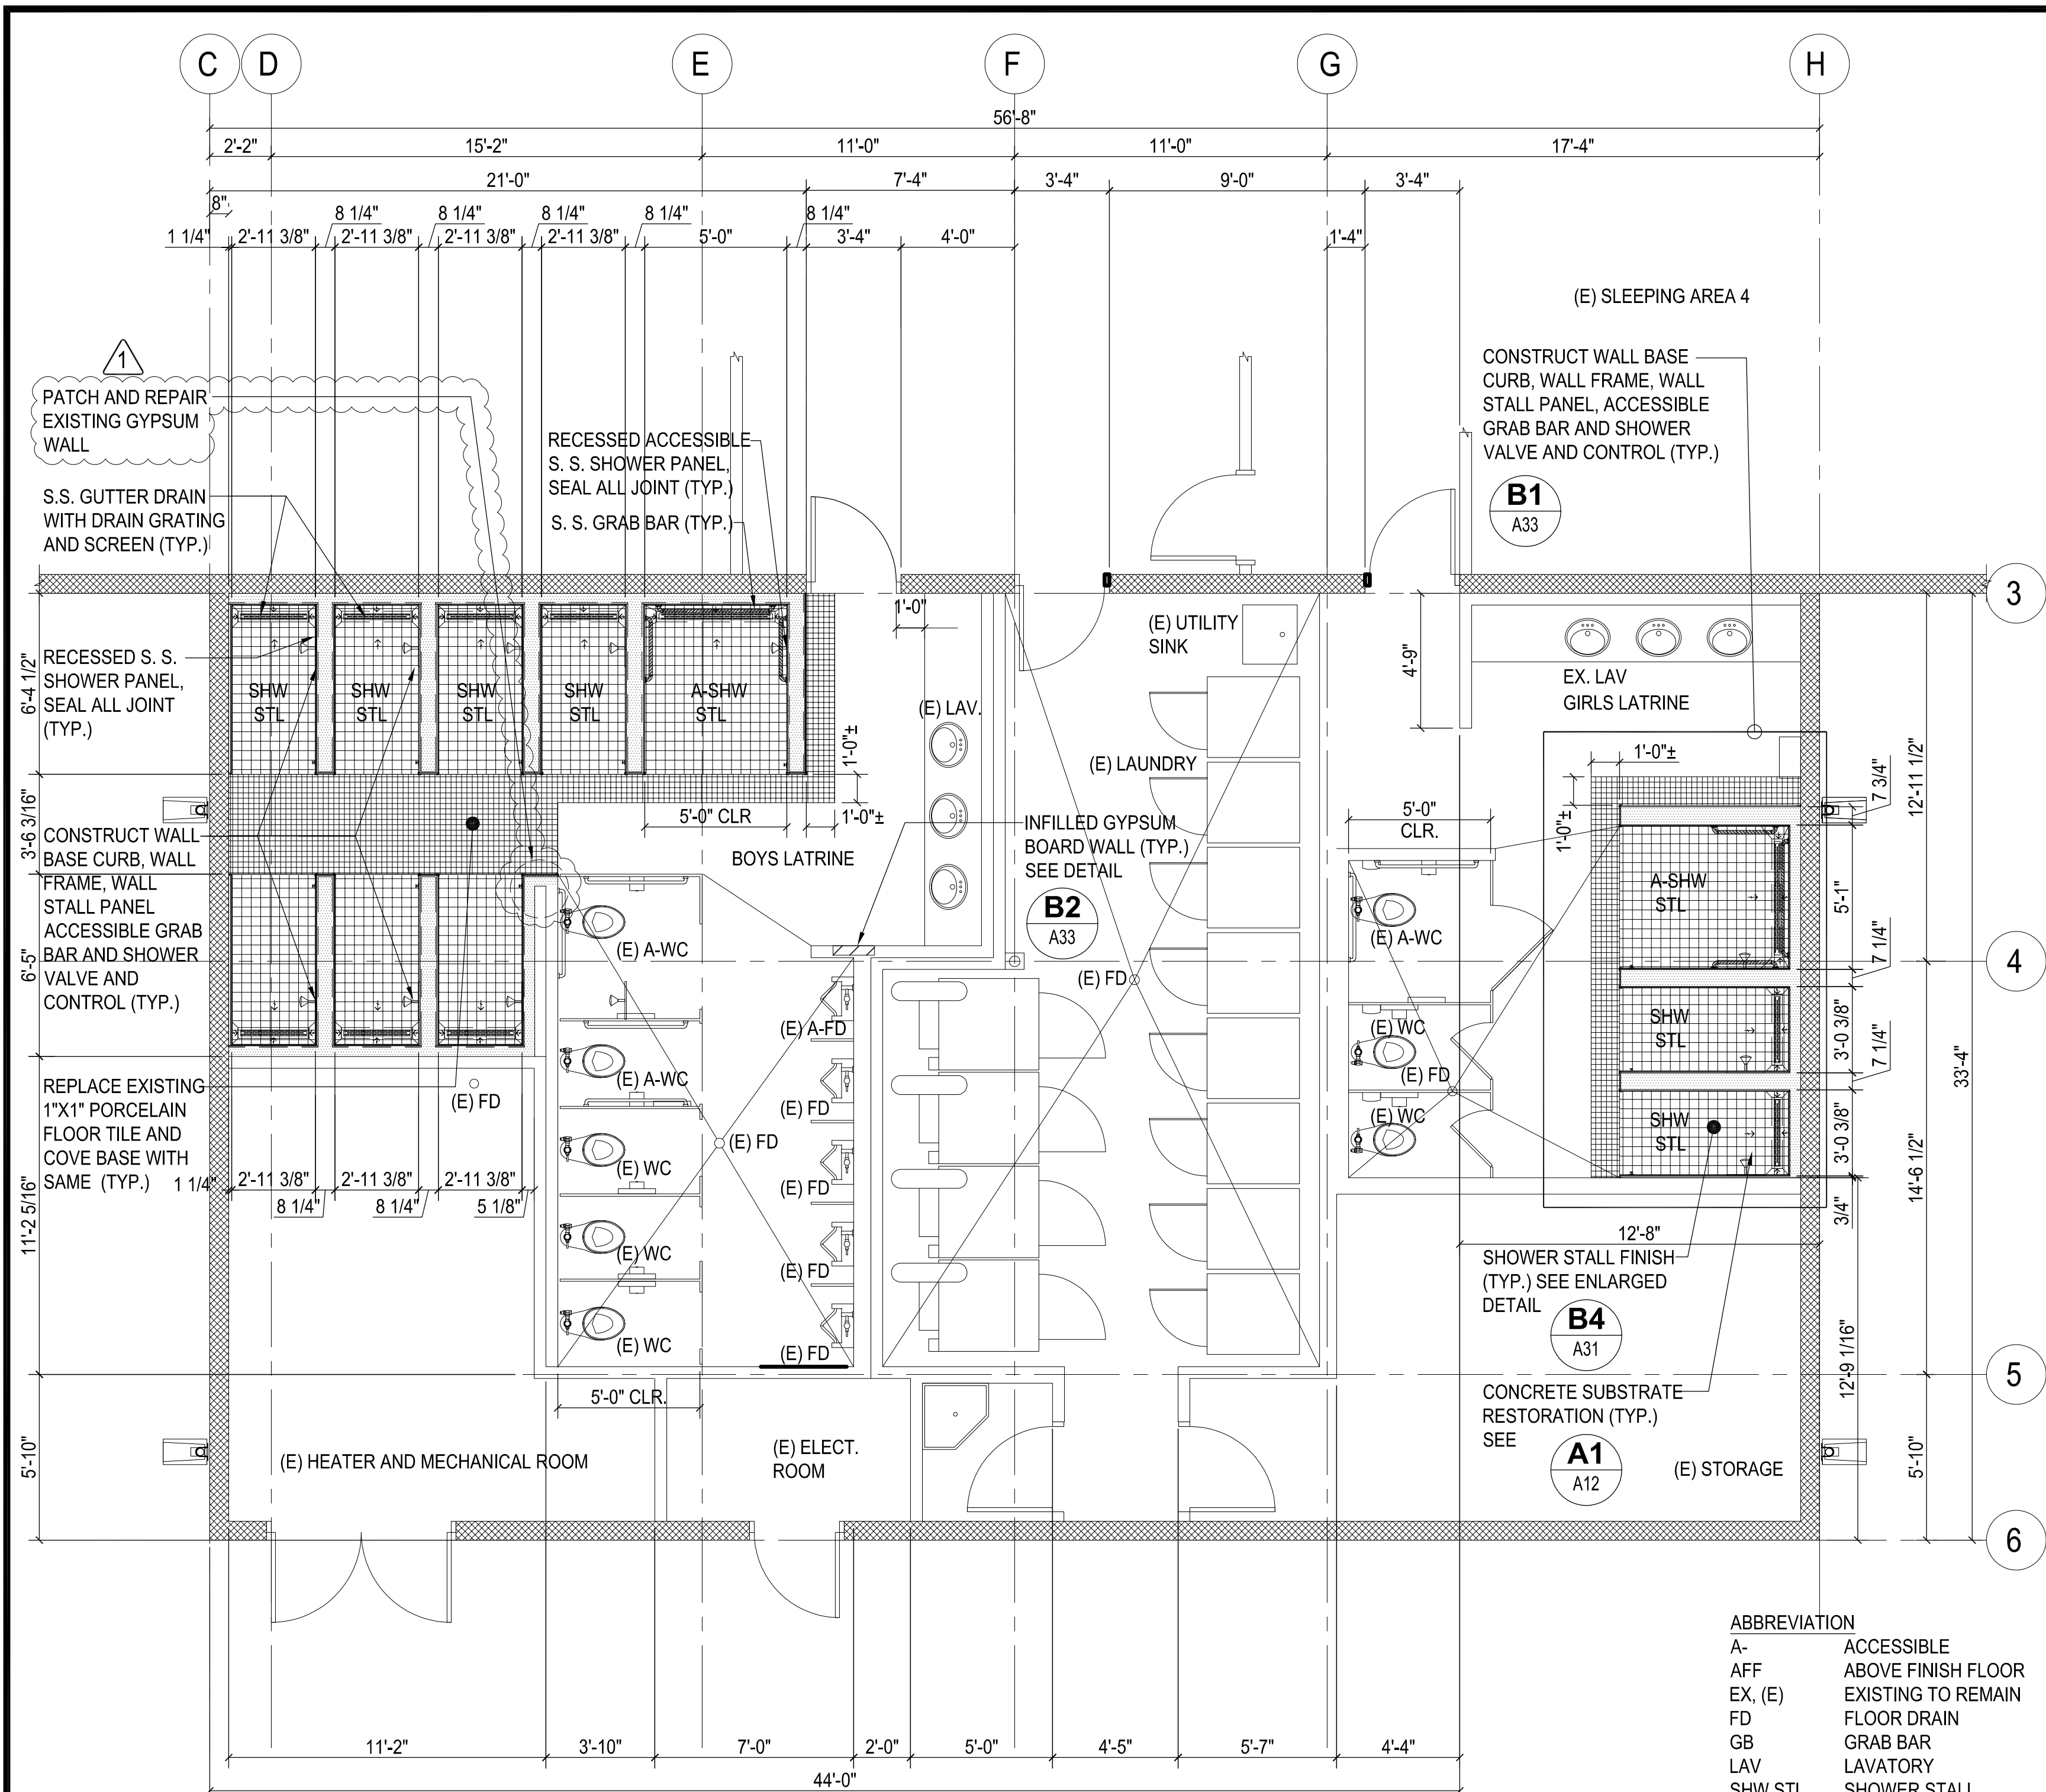 C
D
E
F
G
H
56'-8"
2'-2"
15'-2"
11'-0"
11'-0"
17'-4"
21'-0"
7'-4"
3'-4"
9'-0"
3'-4"
8"
8 1/4"
8 1/4"
8 1/4"
8 1/4"
8 1/4"
1 1/4"
2'-11 3/8"
2'-11 3/8"
2'-11 3/8"
2'-11 3/8"
5'-0"
3'-4"
4'-0"
1'-4"
(E) SLEEPING AREA 4
1
PATCH AND REPAIR
EXISTING GYPSUM
WALL
CONSTRUCT WALL BASE
CURB, WALL FRAME, WALL
STALL PANEL, ACCESSIBLE
GRAB BAR AND SHOWER
VALVE AND CONTROL (TYP.)
B1
A33
RECESSED ACCESSIBLE
S. S. SHOWER PANEL,
SEAL ALL JOINT (TYP.)
S. S. GRAB BAR (TYP.)
S.S. GUTTER DRAIN
WITH DRAIN GRATING
AND SCREEN (TYP.)
3
1'-0"
(E) UTILITY
SINK
4'-9"
EX. LAV
GIRLS LATRINE
6'-4 1/2"
RECESSED S. S.
SHOWER PANEL,
SEAL ALL JOINT
(TYP.)
SHW
STL
SHW
STL
SHW
STL
SHW
STL
A-SHW
STL
(E) LAV.
1'-0"±
1'-0"±
5'-0" CLR
(E) LAUNDRY
1'-0"±
1'-0"±
7 3/4"
12'-11 1/2"
3'-6 3/16"
CONSTRUCT WALL
BASE CURB, WALL
FRAME, WALL
STALL PANEL
ACCESSIBLE GRAB
BAR AND SHOWER
VALVE AND
CONTROL (TYP.)
BOYS LATRINE
INFILLED GYPSUM
BOARD WALL (TYP.)
SEE DETAIL
B2
A33
5'-0"
CLR.
A-SHW
STL
5'-1"
6'-5"
(E) A-WC
(E) A-WC
(E) FD
7 1/4"
4
(E) A-FD
(E) WC
SHW
STL
3'-0 3/8"
7 1/4"
33'-4"
REPLACE EXISTING
1"X1" PORCELAIN
FLOOR TILE AND
COVE BASE WITH
SAME (TYP.)
(E) FD
(E) A-WC
(E) FD
(E) FD
(E) FD
(E) WC
SHW
STL
3'-0 3/8"
1 1/4"
2'-11 3/8"
2'-11 3/8"
2'-11 3/8"
8 1/4"
8 1/4"
5 1/8"
(E) WC
(E) FD
11'-2 5/16"
14'-6 1/2"
3/4"
12'-8"
(E) WC
(E) FD
SHOWER STALL FINISH
(TYP.) SEE ENLARGED
DETAIL
B4
A31
(E) WC
(E) FD
12'-9 1/16"
5
5'-0" CLR.
CONCRETE SUBSTRATE
RESTORATION (TYP.)
SEE
A1
A12
5'-10"
(E) HEATER AND MECHANICAL ROOM
(E) ELECT.
ROOM
(E) STORAGE
5'-10"
6
ABBREVIATION
A- ACCESSIBLE
AFF ABOVE FINISH FLOOR
EX, (E) EXISTING TO REMAIN
FD FLOOR DRAIN
GB GRAB BAR
LAV LAVATORY
SHW STL SHOWER STALL
11'-2"
3'-10"
7'-0"
2'-0"
5'-0"
4'-5"
5'-7"
4'-4"
44'-0"